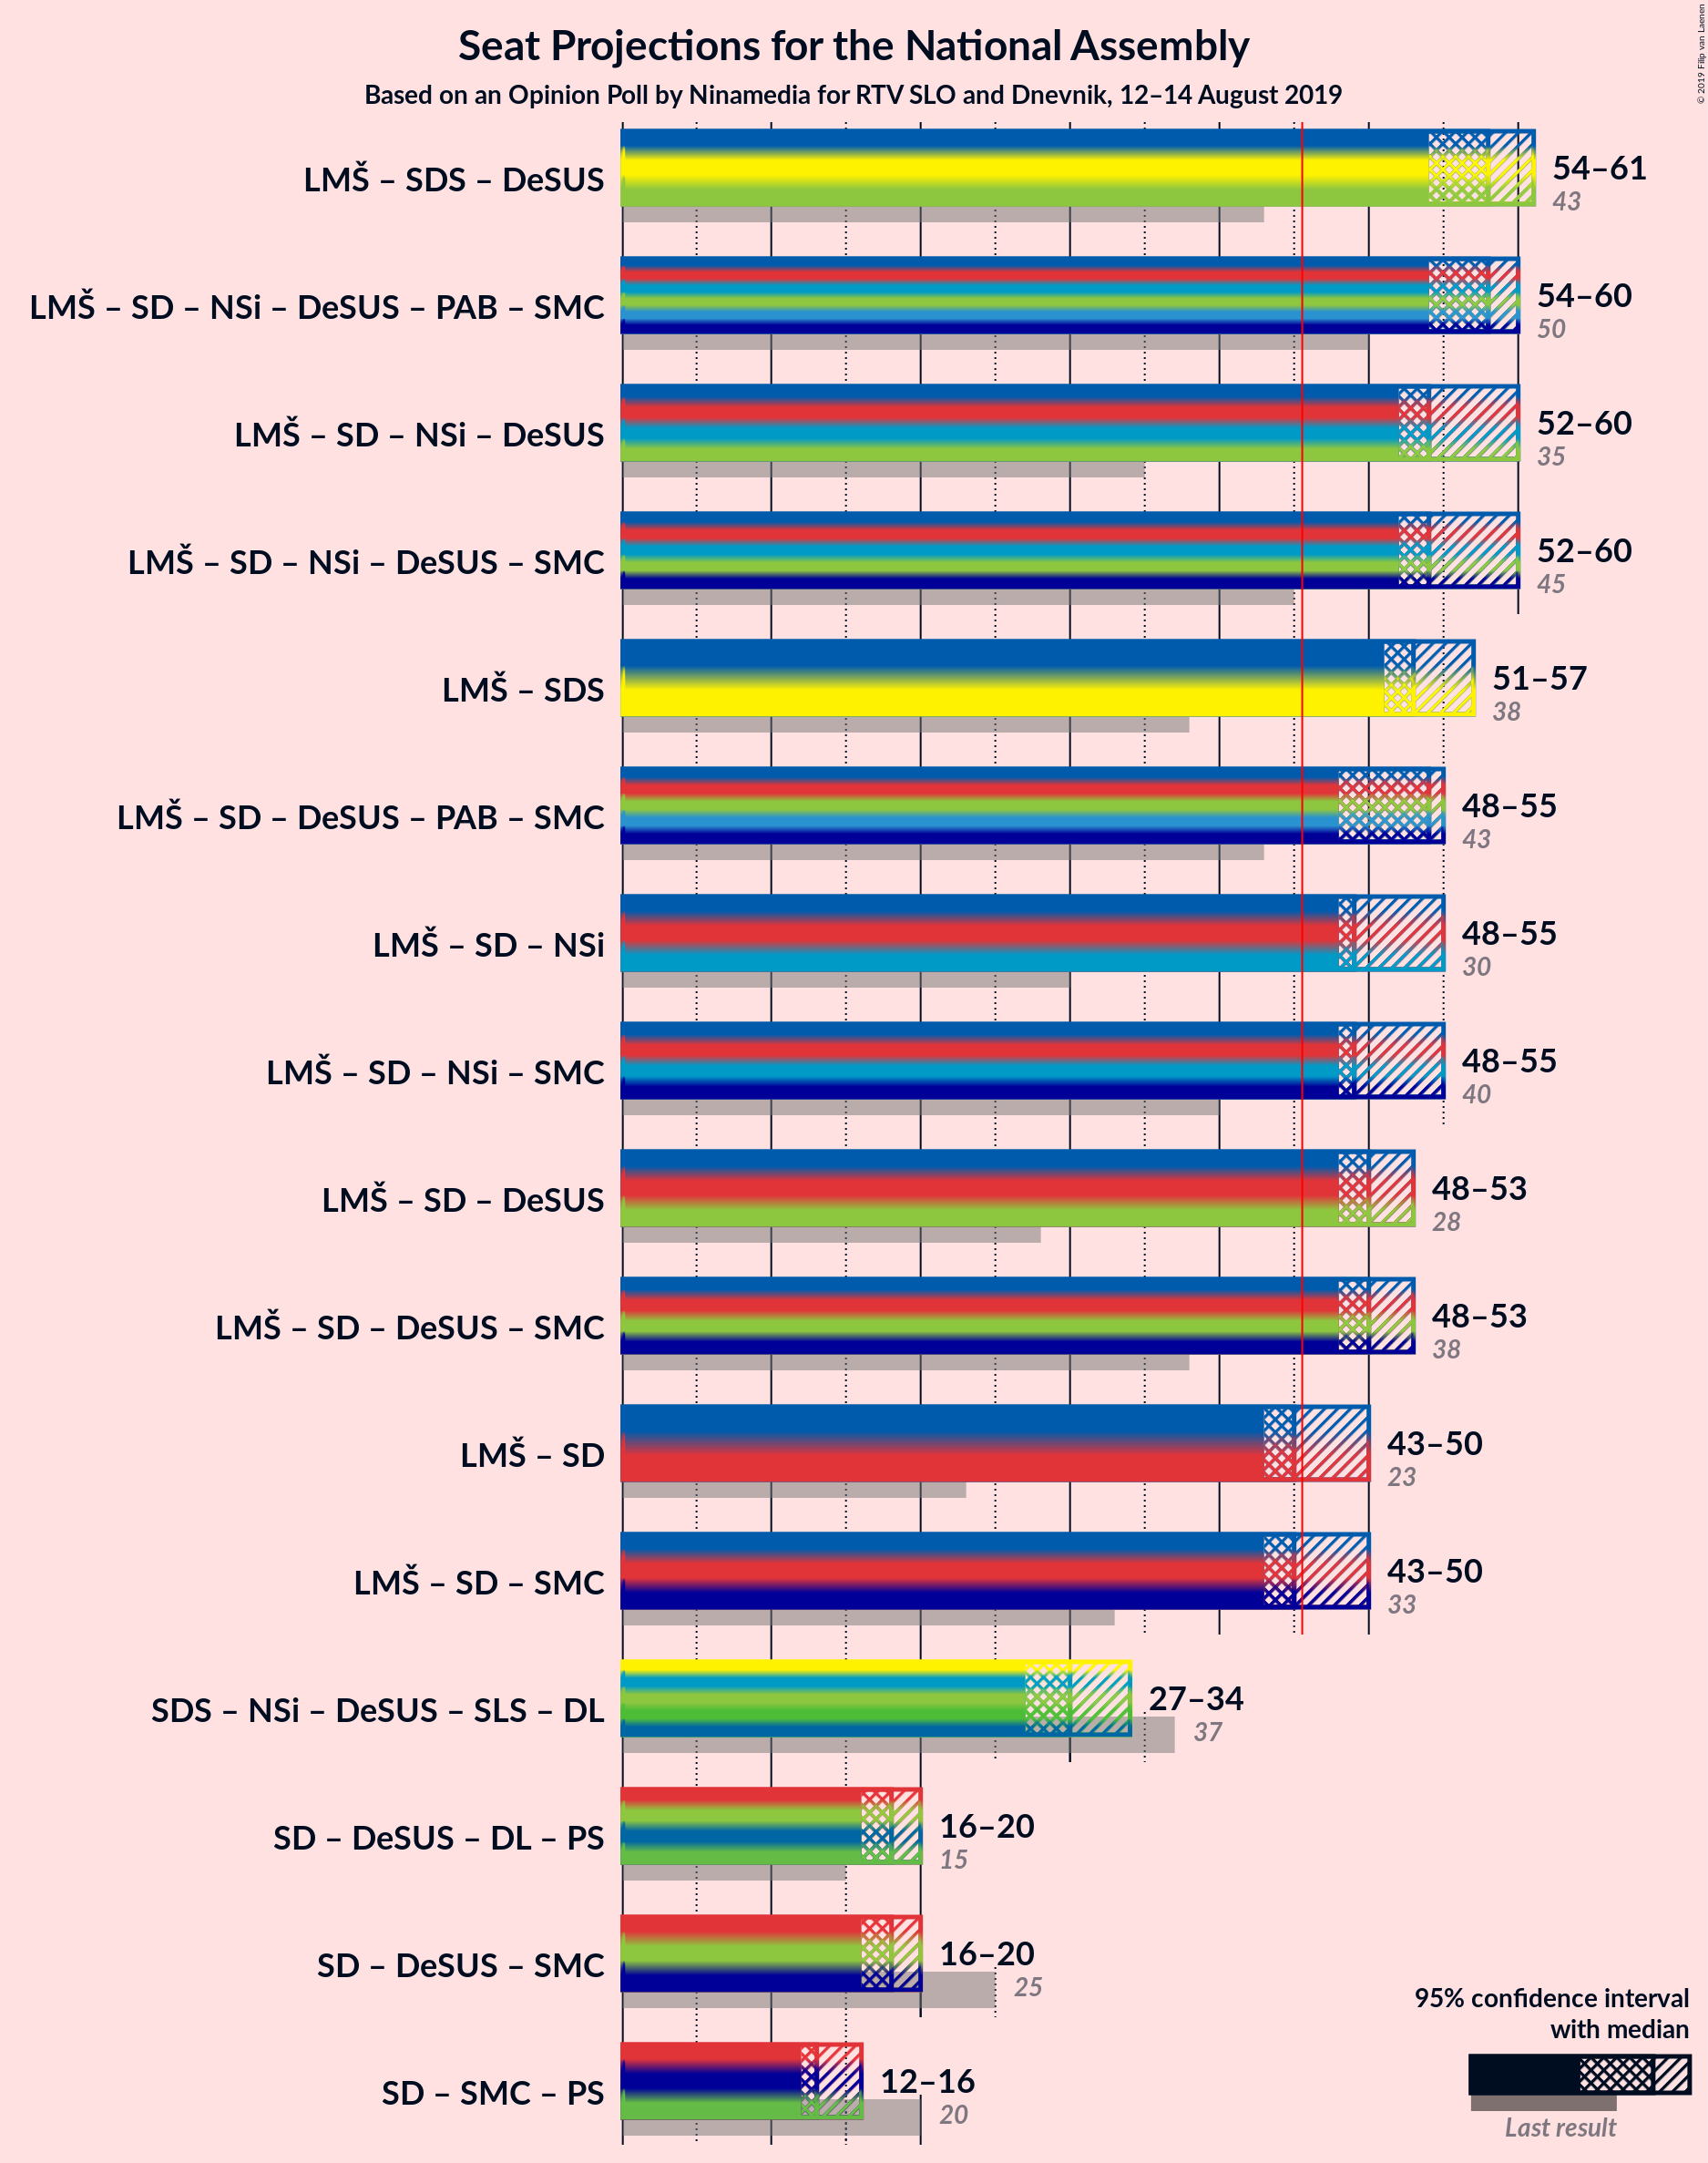 Seat Projections for the National Assembly
Based on an Opinion Poll by Ninamedia for RTV SLO and Dnevnik, 12–14 August 2019
© 2019 Filip van Laenen
LMŠ – SDS – DeSUS
54–61
43
LMŠ – SD – NSi – DeSUS – PAB – SMC
54–60
50
LMŠ – SD – NSi – DeSUS
52–60
35
LMŠ – SD – NSi – DeSUS – SMC
52–60
45
LMŠ – SDS
51–57
38
LMŠ – SD – DeSUS – PAB – SMC
48–55
43
LMŠ – SD – NSi
48–55
30
LMŠ – SD – NSi – SMC
48–55
40
LMŠ – SD – DeSUS
48–53
28
LMŠ – SD – DeSUS – SMC
48–53
38
LMŠ – SD
43–50
23
LMŠ – SD – SMC
43–50
33
SDS – NSi – DeSUS – SLS – DL
27–34
37
SD – DeSUS – DL – PS
16–20
15
SD – DeSUS – SMC
16–20
25
SD – SMC – PS
12–16
20
95% confidence interval
with median
Last result